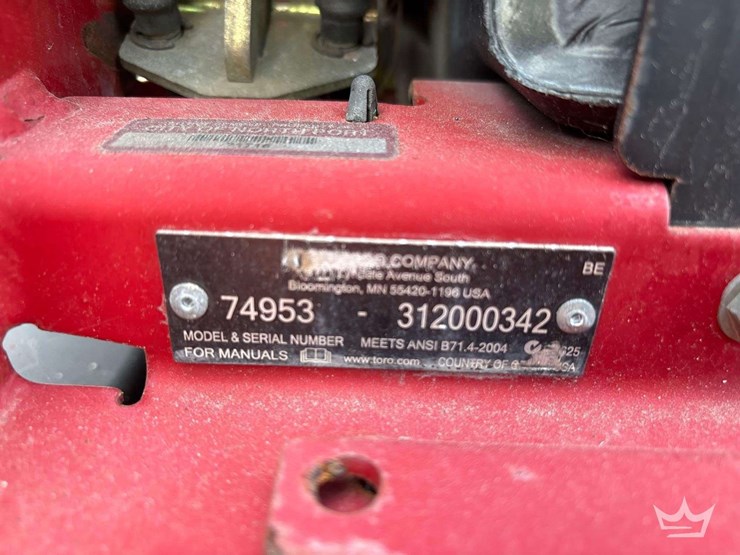 COMPANY
Avenue South
Bloomington, MN 55420-1196 USA
BE
74953 - 312000342
MODEL & SERIAL NUMBER MEETS ANSI B71.4-2004
FOR MANUALS www.toro.com COUNTRY OF